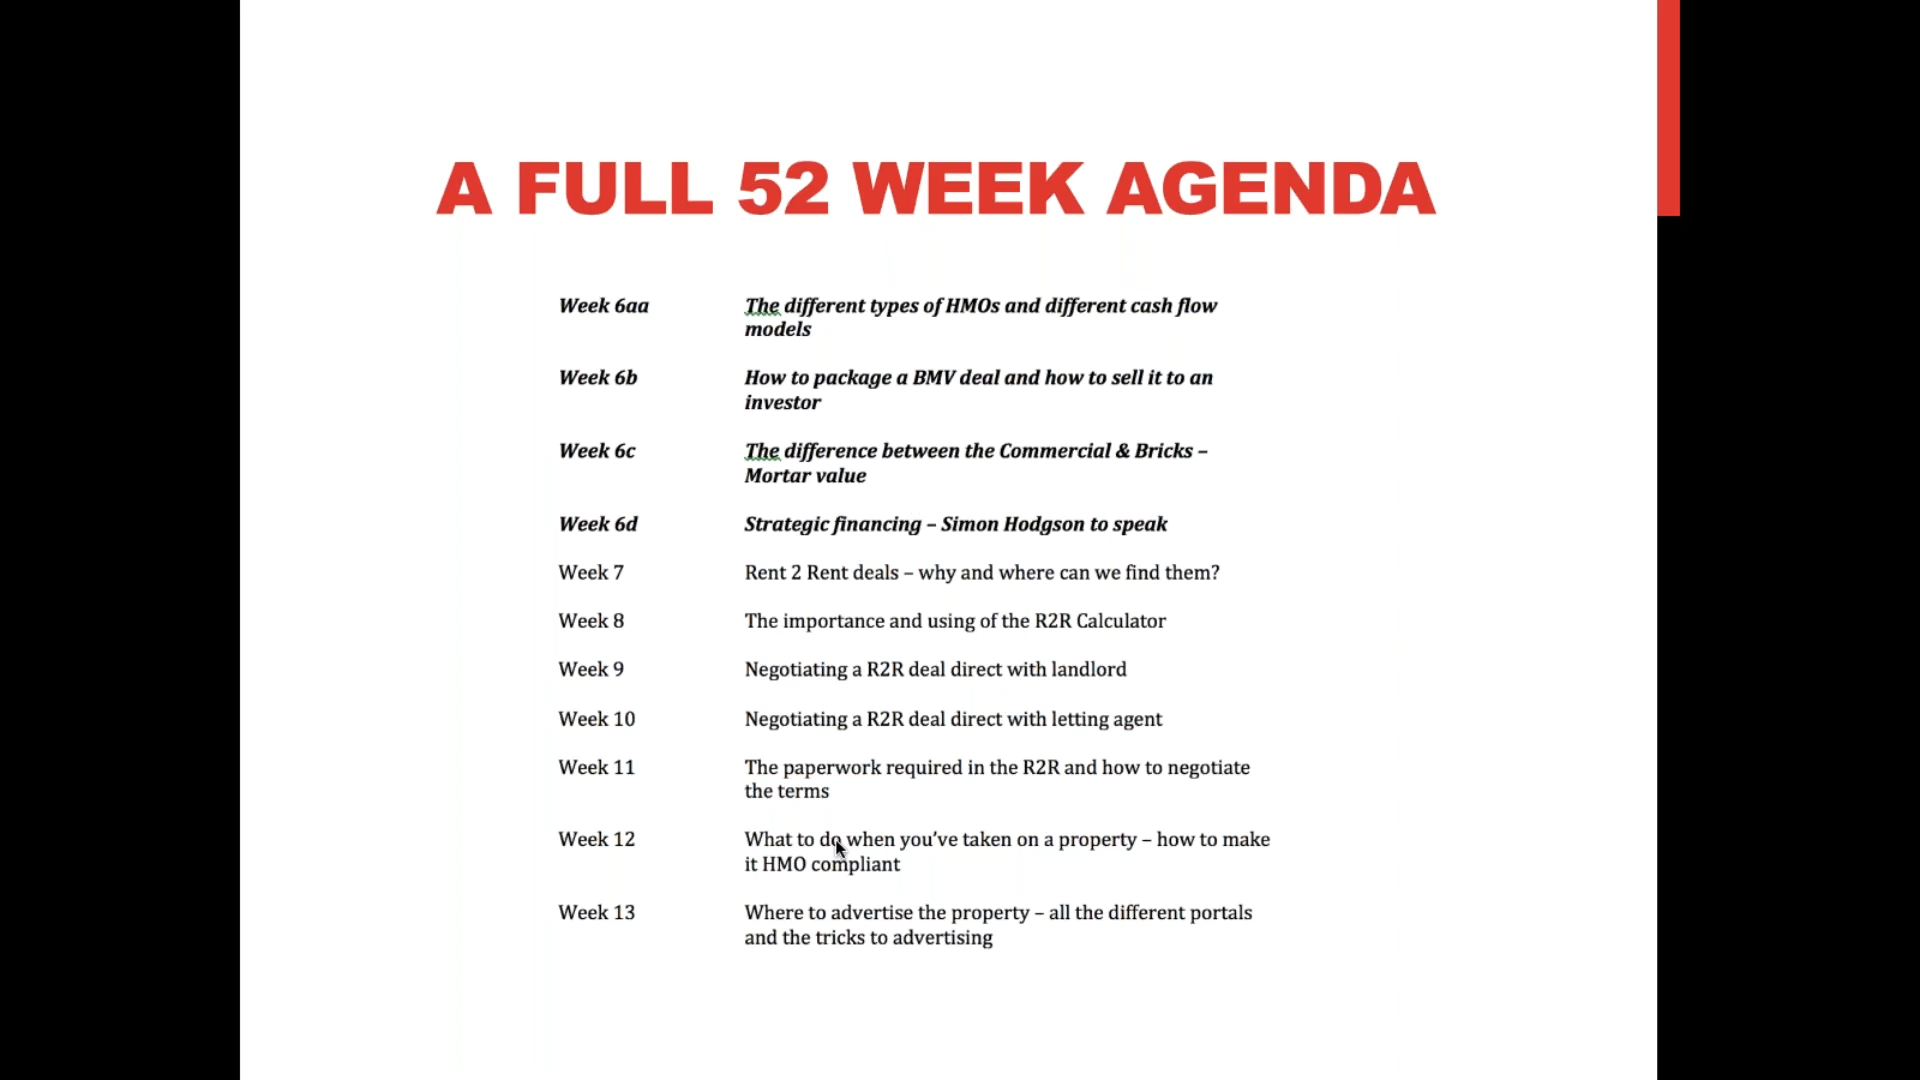 A FULL 52 WEEK AGENDA
Week 6aa The different types of HMOs and different cash flow
models
Week 6b How to package a BMV deal and how to sell it to an
investor
Week 6c The difference between the Commercial & Bricks –
Mortar value
Week 6d Strategic financing – Simon Hodgson to speak
Week 7 Rent 2 Rent deals – why and where can we find them?
Week 8 The importance and using of the R2R Calculator
Week 9 Negotiating a R2R deal direct with landlord
Week 10 Negotiating a R2R deal direct with letting agent
Week 11 The paperwork required in the R2R and how to negotiate
the terms
Week 12 What to do when you’ve taken on a property – how to make
it HMO compliant
Week 13 Where to advertise the property – all the different portals
and the tricks to advertising